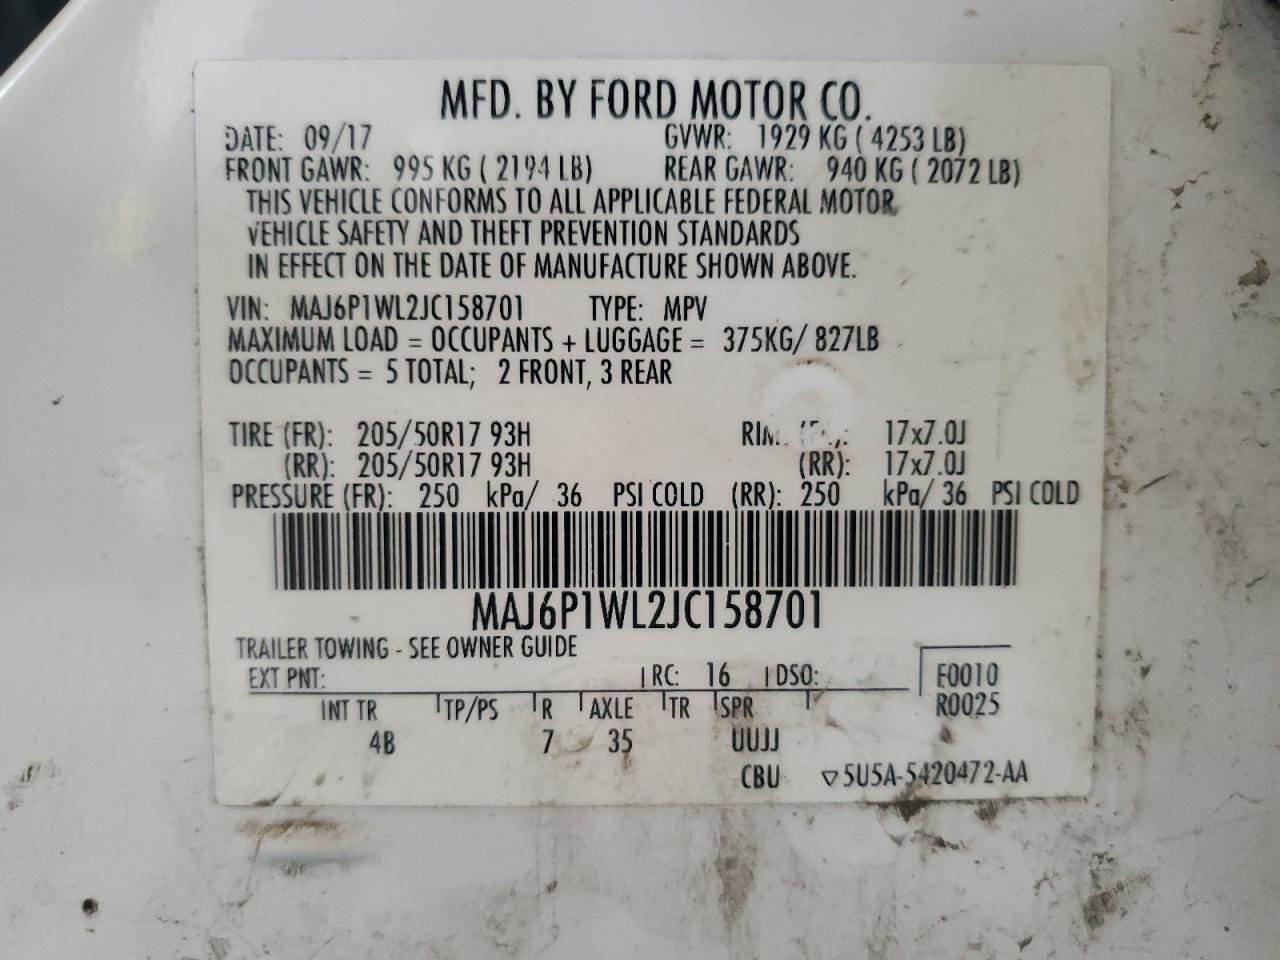 MFD. BY FORD MOTOR CO.
DATE: 09/17 GVWR: 1929 KG ( 4253 LB)
FRONT GAWR: 995 KG ( 2194 LB) REAR GAWR: 940 KG ( 2072 LB)
THIS VEHICLE CONFORMS TO ALL APPLICABLE FEDERAL MOTOR
VEHICLE SAFETY AND THEFT PREVENTION STANDARDS
IN EFFECT ON THE DATE OF MANUFACTURE SHOWN ABOVE.
VIN: MAJ6P1WL2JC158701 TYPE: MPV
MAXIMUM LOAD = OCCUPANTS + LUGGAGE = 375KG/ 827LB
OCCUPANTS = 5 TOTAL; 2 FRONT, 3 REAR
TIRE (FR): 205/50R17 93H 17x7.0J
(RR): 205/50R17 93H (RR): 17x7.0J
PRESSURE (FR): 250 kPa/ 36 PSI COLD (RR): 250 kPa/ 36 PSI COLD
MAJ6P1WL2JC158701
TRAILER TOWING - SEE OWNER GUIDE
EXT PNT: RC: 16 DSO: F0010
INT TR TP/PS R AXLE TR SPR R0025
4B 7 35 UUJJ
CBU ▽5U5A-5420472-AA